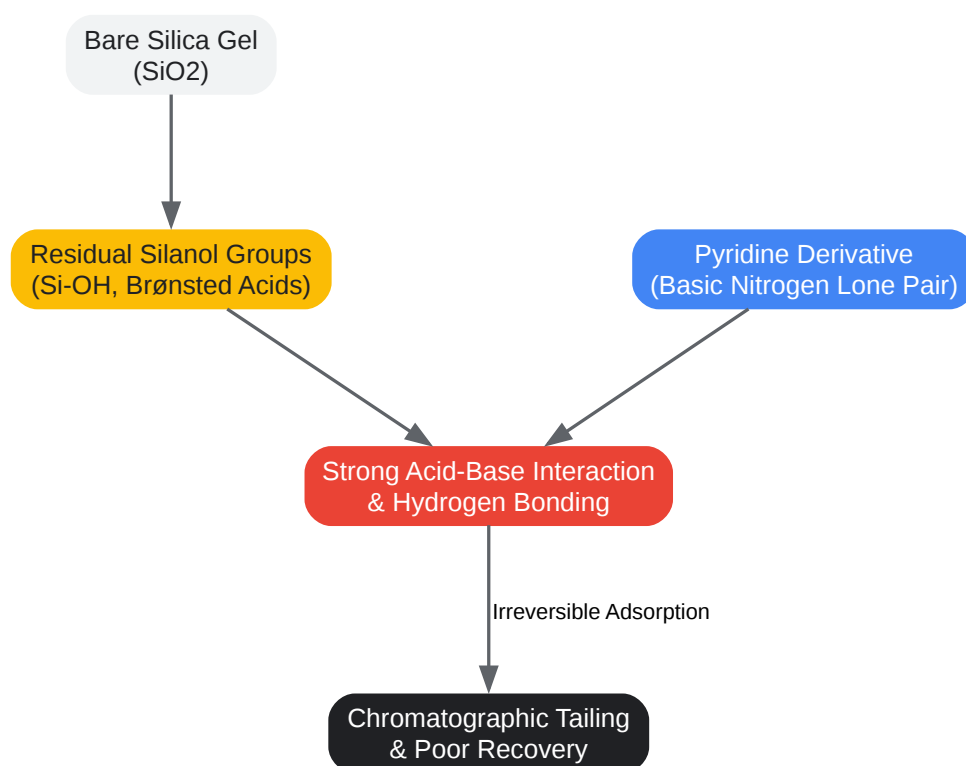 Bare Silica Gel
(SiO2)
Residual Silanol Groups
(Si-OH, Brønsted Acids)
Pyridine Derivative
(Basic Nitrogen Lone Pair)
Strong Acid-Base Interaction
& Hydrogen Bonding
Irreversible Adsorption
Chromatographic Tailing
& Poor Recovery